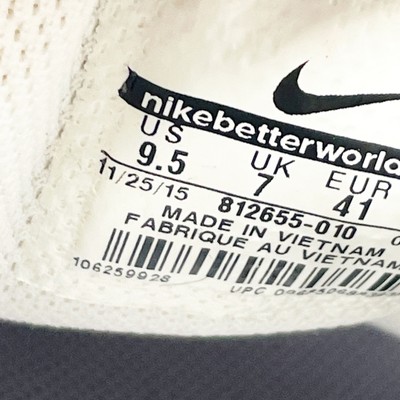 nikebetterworld
US UK EUR
9.5 7 41
11/25/15 812655-010
MADE IN VIETNAM
FABRIQUE AU VIETNAM
106259928
UPC